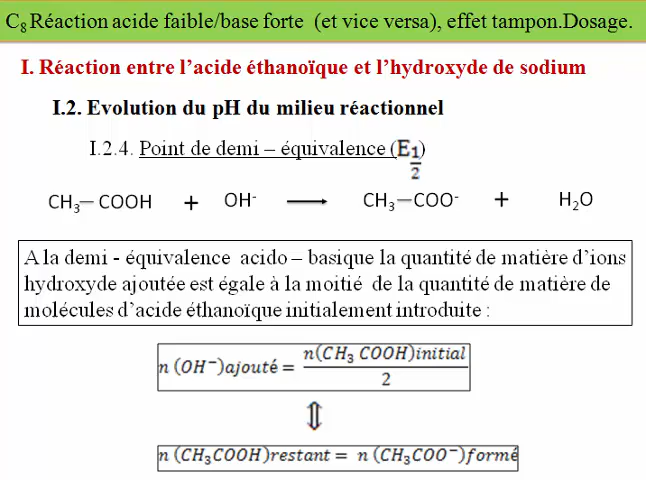 C₈ Réaction acide faible/base forte (et vice versa), effet tampon.Dosage.
I. Réaction entre l'acide éthanoïque et l'hydroxyde de sodium
I.2. Evolution du pH du milieu réactionnel
I.2.4. Point de demi – équivalence (E₁/₂)
CH₃—COOH + OH⁻ ⟶ CH₃—COO⁻ + H₂O
A la demi - équivalence acido – basique la quantité de matière d'ions
hydroxyde ajoutée est égale à la moitié de la quantité de matière de
molécules d'acide éthanoïque initialement introduite :
n (OH⁻)ajouté = n(CH₃ COOH)initial / 2
⇕
n (CH₃COOH)restant = n (CH₃COO⁻)formé